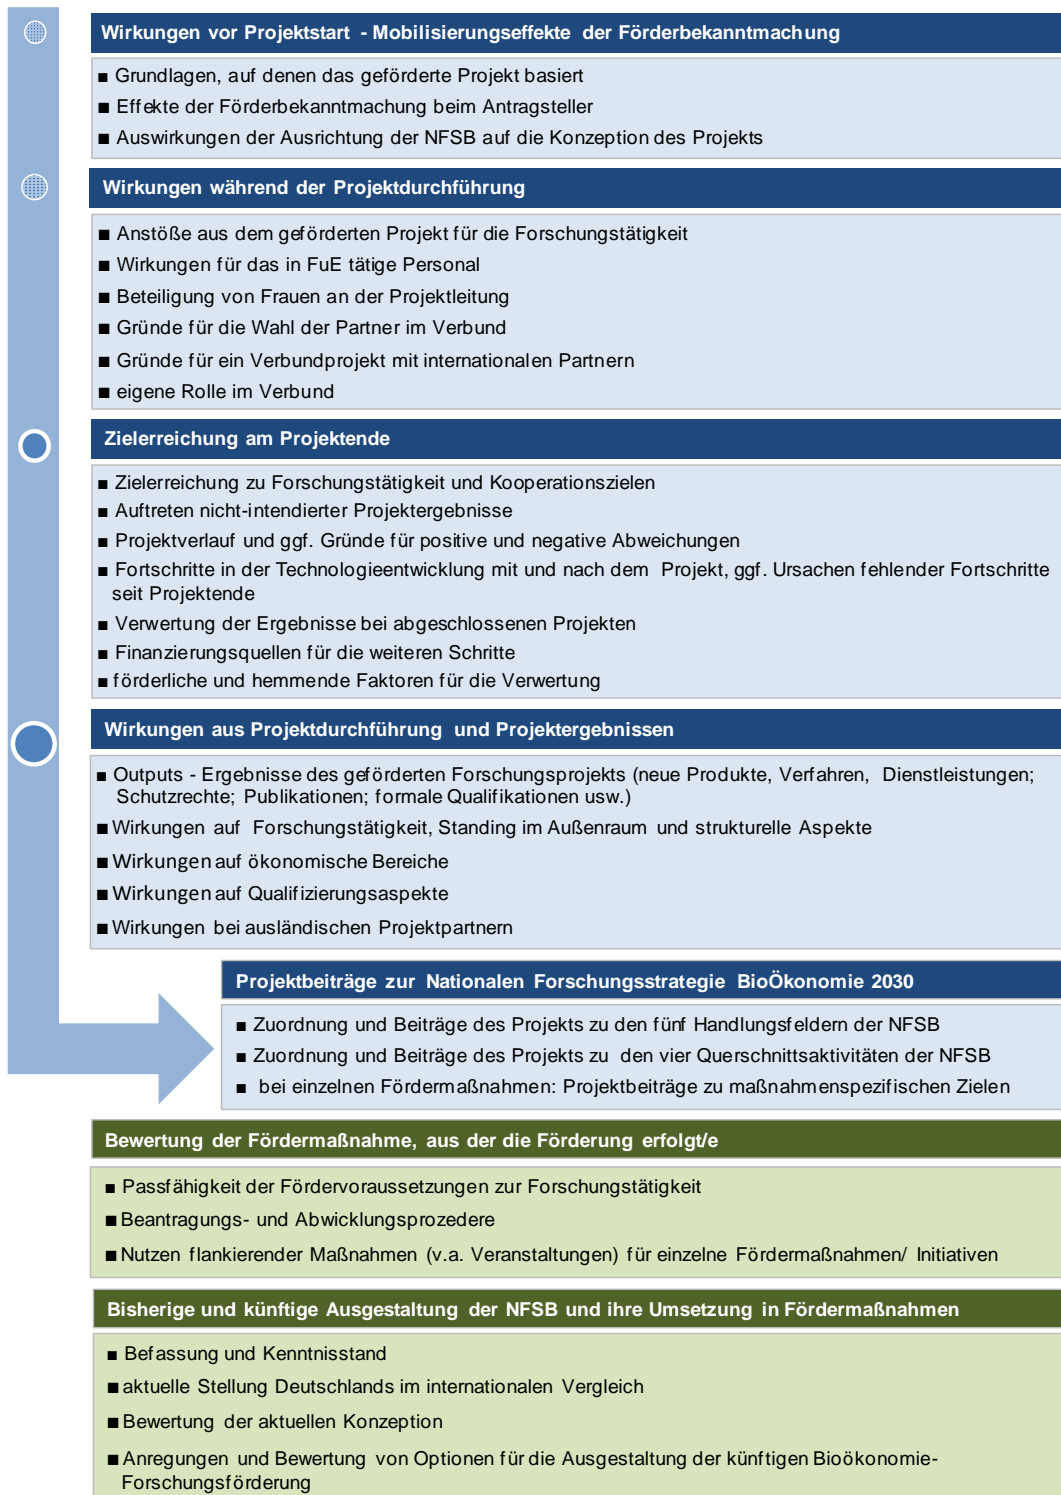 Wirkungen vor Projektstart - Mobilisierungseffekte der Förderbekanntmachung
■ Grundlagen, auf denen das geförderte Projekt basiert
■ Effekte der Förderbekanntmachung beim Antragsteller
■ Auswirkungen der Ausrichtung der NFSB auf die Konzeption des Projekts
Wirkungen während der Projektdurchführung
■ Anstöße aus dem geförderten Projekt für die Forschungstätigkeit
■ Wirkungen für das in FuE tätige Personal
■ Beteiligung von Frauen an der Projektleitung
■ Gründe für die Wahl der Partner im Verbund
■ Gründe für ein Verbundprojekt mit internationalen Partnern
■ eigene Rolle im Verbund
Zielerreichung am Projektende
■ Zielerreichung zu Forschungstätigkeit und Kooperationszielen
■ Auftreten nicht-intendierter Projektergebnisse
■ Projektverlauf und ggf. Gründe für positive und negative Abweichungen
■ Fortschritte in der Technologieentwicklung mit und nach dem Projekt, ggf. Ursachen fehlender Fortschritte
seit Projektende
■ Verwertung der Ergebnisse bei abgeschlossenen Projekten
■ Finanzierungsquellen für die weiteren Schritte
■ förderliche und hemmende Faktoren für die Verwertung
Wirkungen aus Projektdurchführung und Projektergebnissen
■ Outputs - Ergebnisse des geförderten Forschungsprojekts (neue Produkte, Verfahren, Dienstleistungen;
Schutzrechte; Publikationen; formale Qualifikationen usw.)
■ Wirkungen auf Forschungstätigkeit, Standing im Außenraum und strukturelle Aspekte
■ Wirkungen auf ökonomische Bereiche
■ Wirkungen auf Qualifizierungsaspekte
■ Wirkungen bei ausländischen Projektpartnern
Projektbeiträge zur Nationalen Forschungsstrategie BioÖkonomie 2030
■ Zuordnung und Beiträge des Projekts zu den fünf Handlungsfeldern der NFSB
■ Zuordnung und Beiträge des Projekts zu den vier Querschnittsaktivitäten der NFSB
■ bei einzelnen Fördermaßnahmen: Projektbeiträge zu maßnahmenspezifischen Zielen
Bewertung der Fördermaßnahme, aus der die Förderung erfolgt/e
■ Passfähigkeit der Fördervoraussetzungen zur Forschungstätigkeit
■ Beantragungs- und Abwicklungsprozedere
■ Nutzen flankierender Maßnahmen (v.a. Veranstaltungen) für einzelne Fördermaßnahmen/ Initiativen
Bisherige und künftige Ausgestaltung der NFSB und ihre Umsetzung in Fördermaßnahmen
■ Befassung und Kenntnisstand
■ aktuelle Stellung Deutschlands im internationalen Vergleich
■ Bewertung der aktuellen Konzeption
■ Anregungen und Bewertung von Optionen für die Ausgestaltung der künftigen Bioökonomie-
Forschungsförderung